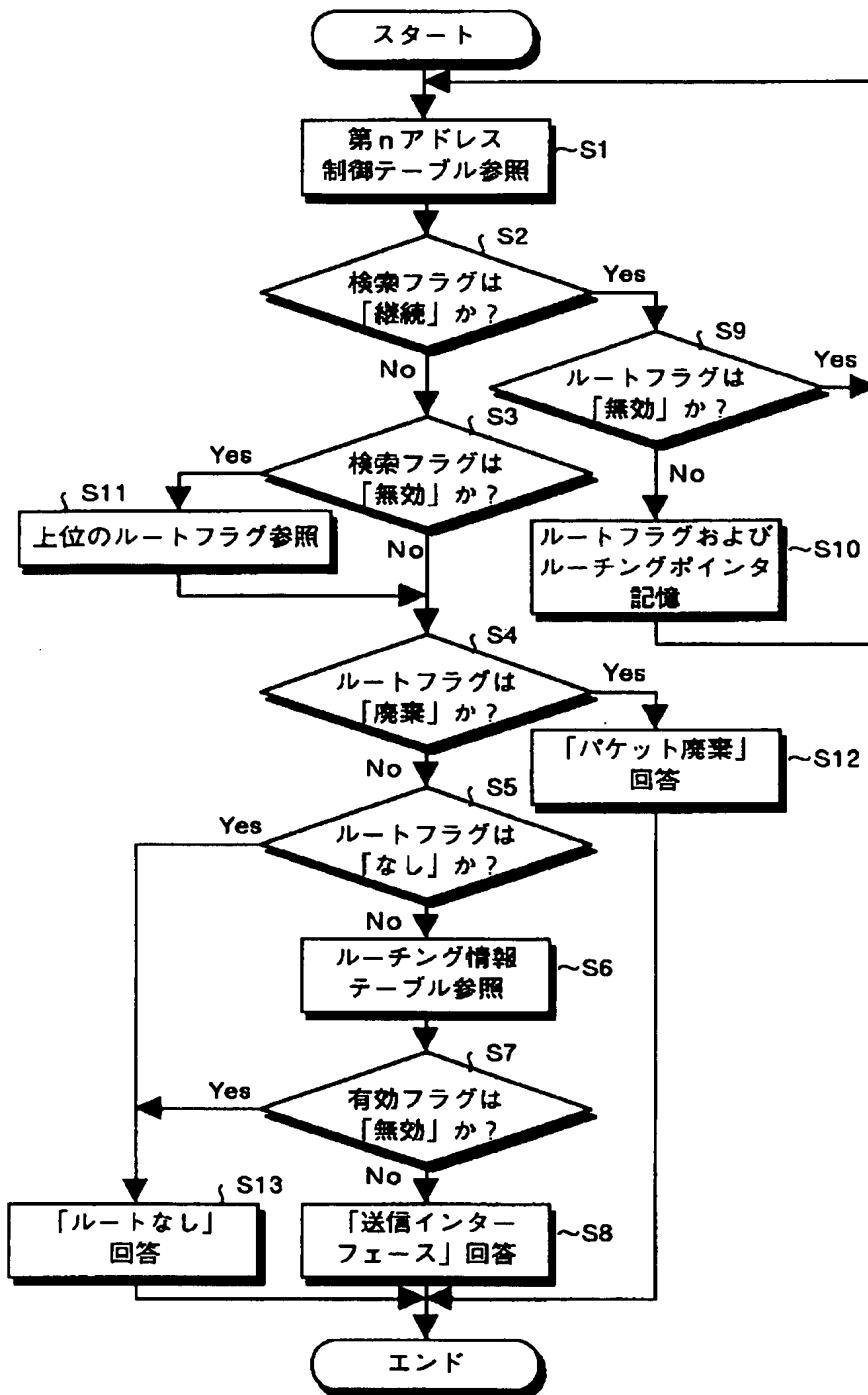 スタート
第nアドレス
制御テーブル参照
~S1
S2
検索フラグは
「継続」か?
Yes
No
S9
ルートフラグは
「無効」か?
Yes
No
S3
検索フラグは
「無効」か?
Yes
No
S11
上位のルートフラグ参照
ルートフラグおよび
ルーチングポインタ
記憶
~S10
S4
ルートフラグは
「廃棄」か?
Yes
No
「パケット廃棄」
回答
~S12
S5
ルートフラグは
「なし」か?
Yes
No
ルーチング情報
テーブル参照
~S6
S7
有効フラグは
「無効」か?
Yes
No
S13
「ルートなし」
回答
「送信インター
フェース」回答
~S8
エンド